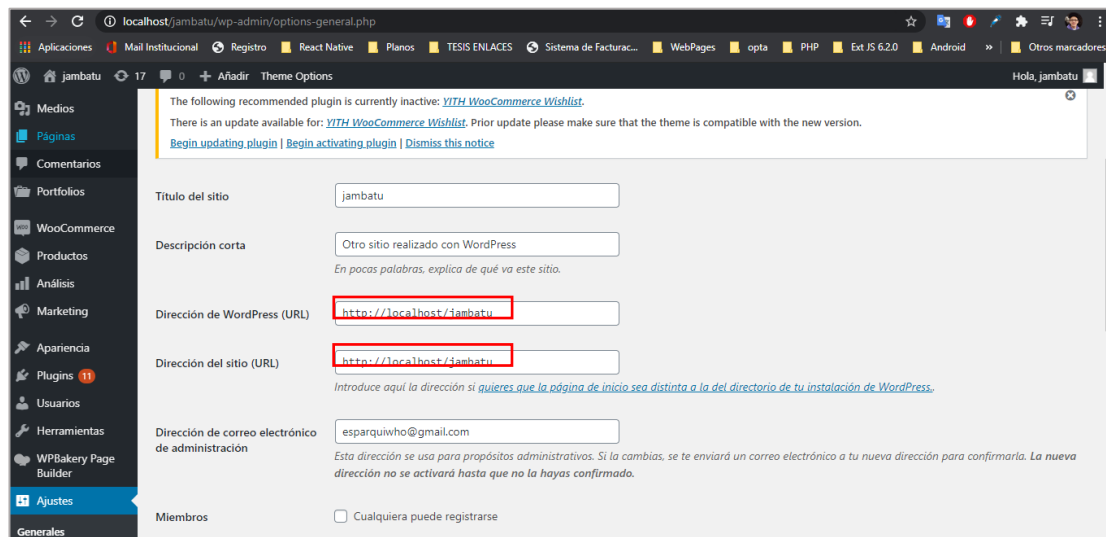 localhost/jambatu/wp-admin/options-general.php
Aplicaciones Mail Institucional Registro React Native Planos TESIS ENLACES Sistema de Facturac... WebPages opta PHP Ext JS 6.2.0 Android » Otros marcadores
jambatu 17 0 + Añadir Theme Options Hola, jambatu
Medios
Páginas
Comentarios
Portfolios
WooCommerce
Productos
Análisis
Marketing
Apariencia
Plugins 11
Usuarios
Herramientas
WPBakery Page
Builder
Ajustes
Generales
The following recommended plugin is currently inactive: YITH WooCommerce Wishlist.
There is an update available for: YITH WooCommerce Wishlist. Prior update please make sure that the theme is compatible with the new version.
Begin updating plugin | Begin activating plugin | Dismiss this notice
Título del sitio
jambatu
Descripción corta
Otro sitio realizado con WordPress
En pocas palabras, explica de qué va este sitio.
Dirección de WordPress (URL)
http://localhost/jambatu
Dirección del sitio (URL)
http://localhost/jambatu
Introduce aquí la dirección si quieres que la página de inicio sea distinta a la del directorio de tu instalación de WordPress..
Dirección de correo electrónico
de administración
esparquiwho@gmail.com
Esta dirección se usa para propósitos administrativos. Si la cambias, se te enviará un correo electrónico a tu nueva dirección para confirmarla. La nueva
dirección no se activará hasta que no la hayas confirmado.
Miembros
Cualquiera puede registrarse